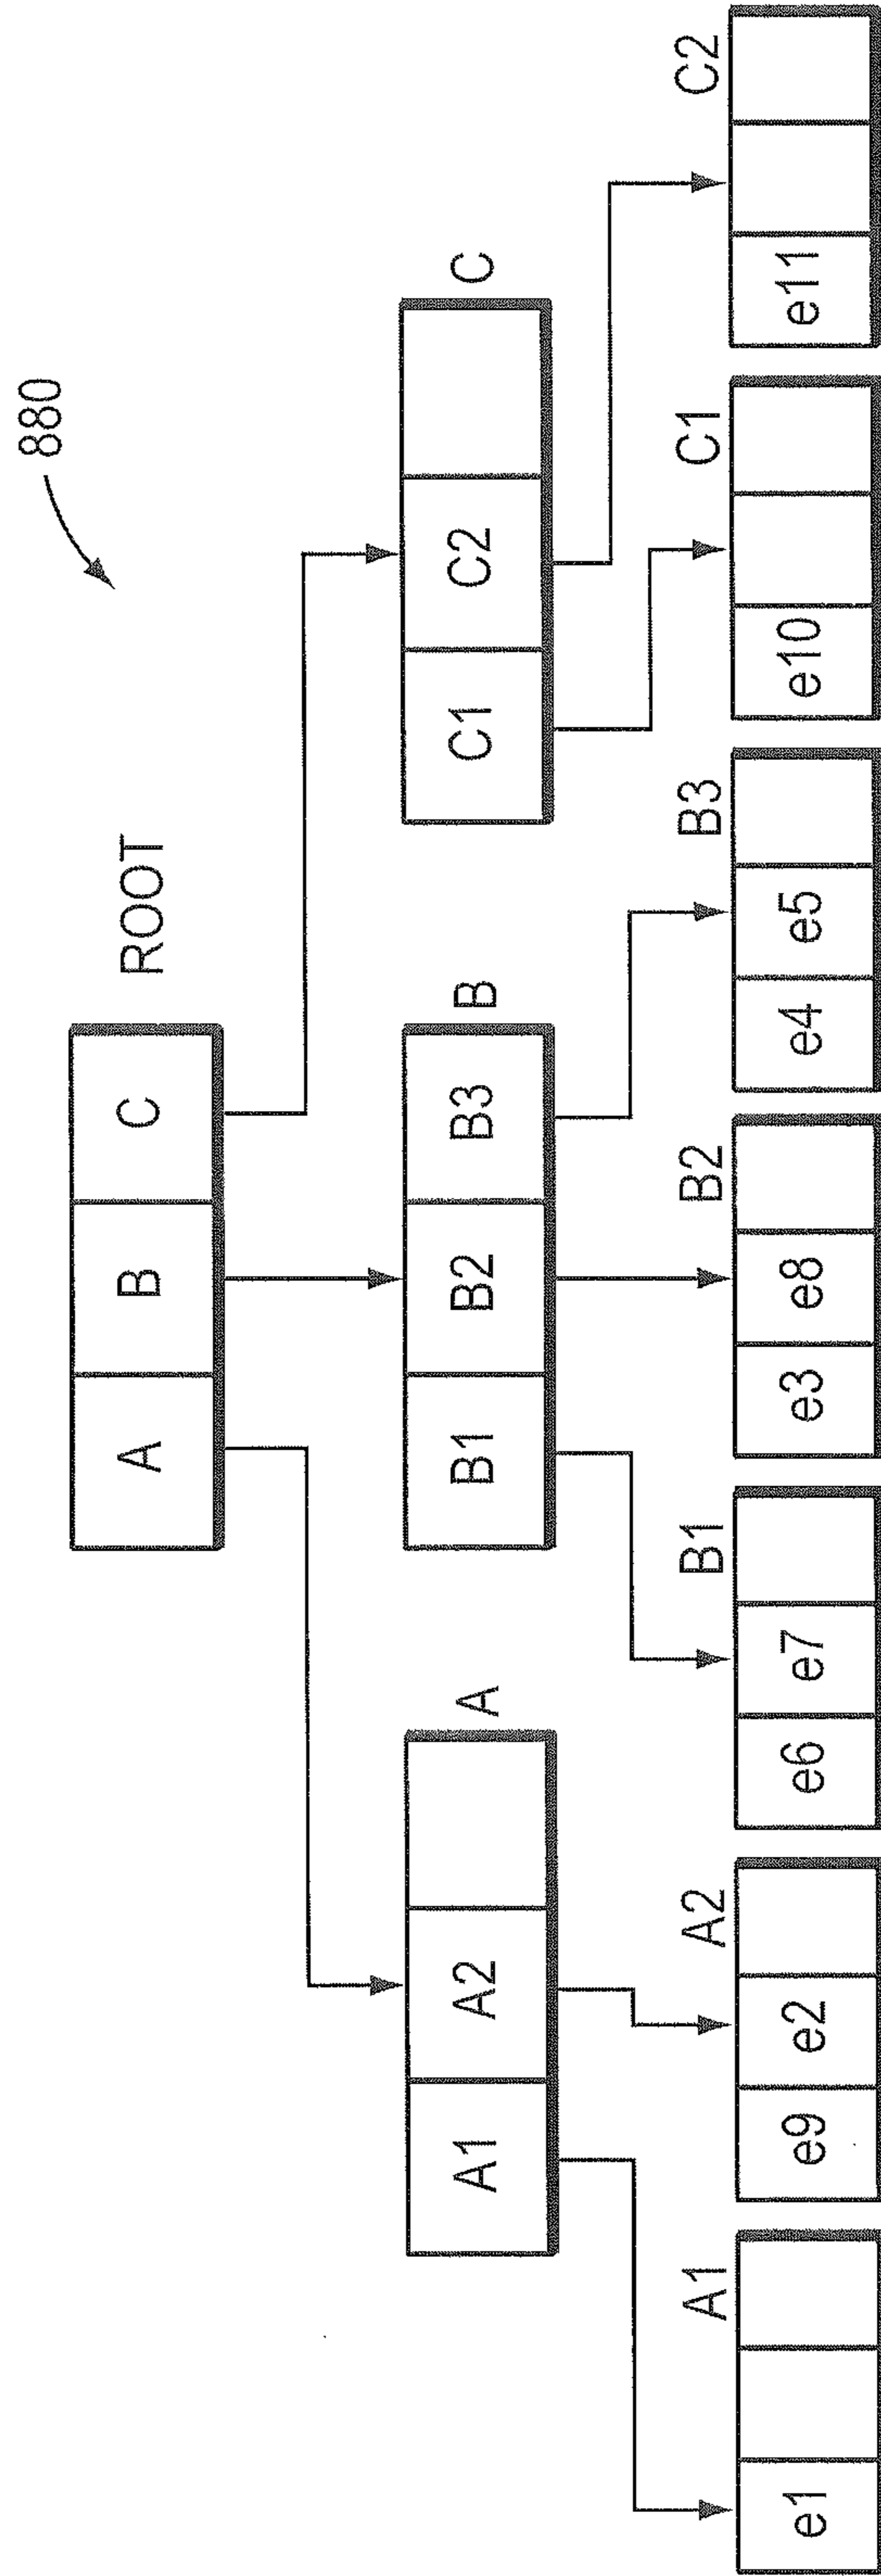 880
ROOT
A B C
A B C
A1 A2
B1 B2 B3
C1 C2
A1 A2 B1 B2 B3 C1 C2
e1
e9 e2
e6 e7
e3 e8
e4 e5
e10
e11